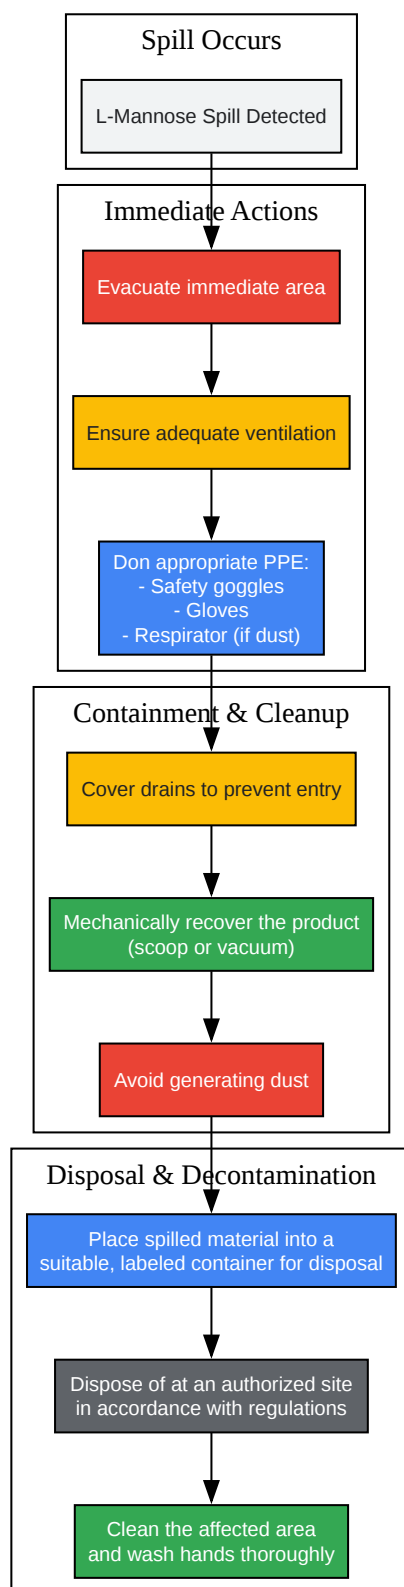 Spill Occurs
L-Mannose Spill Detected
Immediate Actions
Evacuate immediate area
Ensure adequate ventilation
Don appropriate PPE:
- Safety goggles
- Gloves
- Respirator (if dust)
Containment & Cleanup
Cover drains to prevent entry
Mechanically recover the product
(scoop or vacuum)
Avoid generating dust
Disposal & Decontamination
Place spilled material into a
suitable, labeled container for disposal
Dispose of at an authorized site
in accordance with regulations
Clean the affected area
and wash hands thoroughly